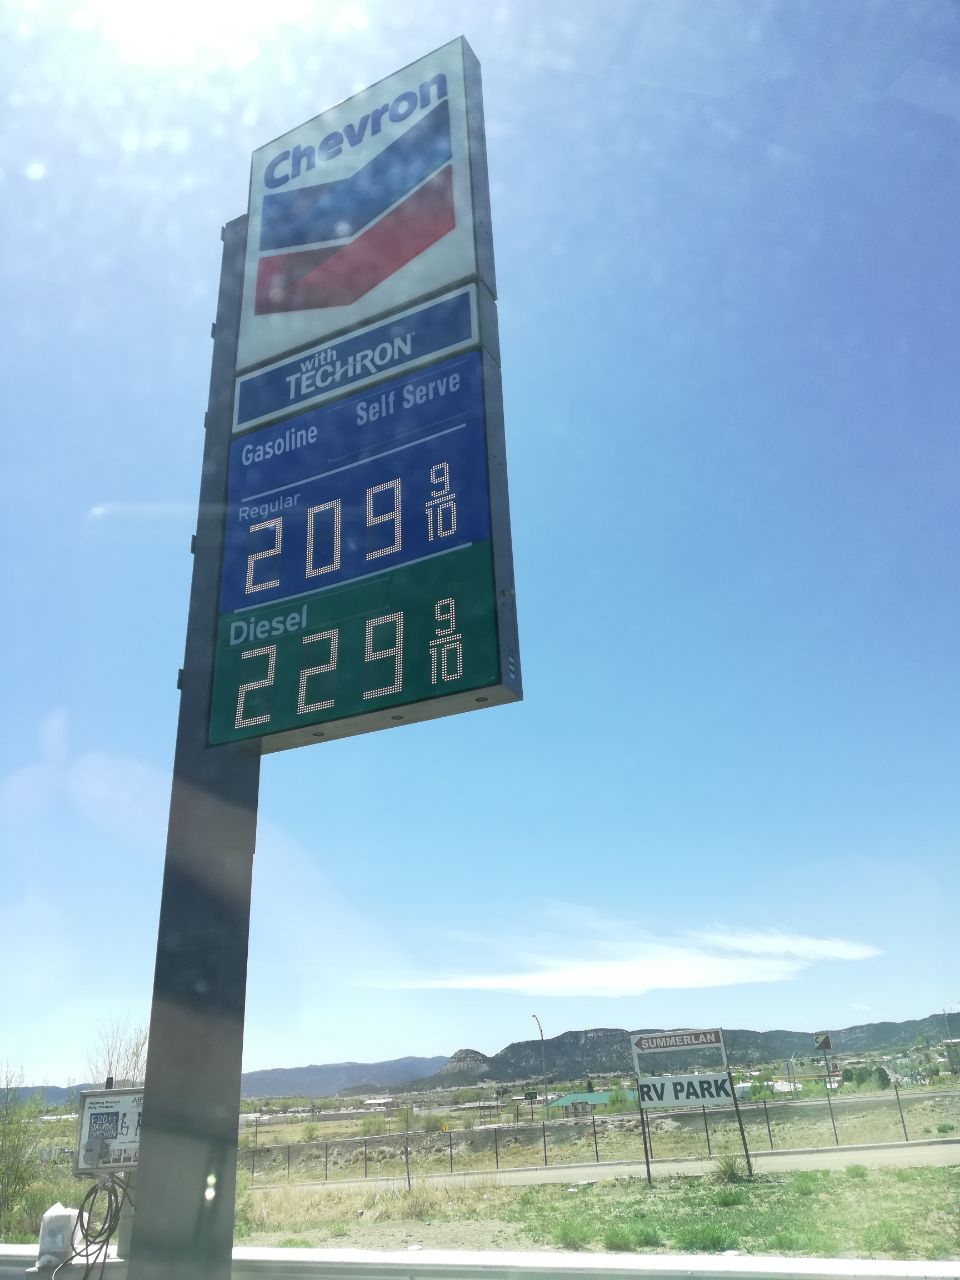 Chevron
with
TECHRON
Self Serve
Gasoline
Regular
209 9/10
Diesel
229 9/10
SUMMERLAN
RV PARK